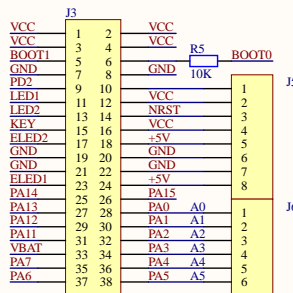 J3
VCC 1 2 VCC
VCC 3 4 VCC R5
BOOT1 5 6 BOOT0
GND 7 8 GND 10K
PD2 9 10 J5
LED1 11 12 VCC 1
LED2 13 14 NRST 2
KEY 15 16 VCC 3
ELED2 17 18 +5V 4
GND 19 20 GND 5
GND 21 22 GND 6
ELED1 23 24 +5V 7
PA14 25 26 PA15 8
PA13 27 28 PA0 A0 J6
PA12 29 30 PA1 A1 1
PA11 31 32 PA2 A2 2
VBAT 33 34 PA3 A3 3
PA7 35 36 PA4 A4 4
PA6 37 38 PA5 A5 5
6